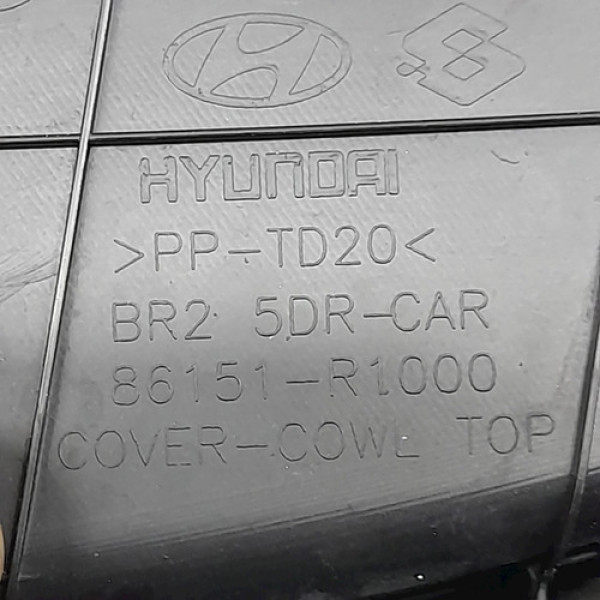 HYUNDAI
>PP-TD20<
BR2 5DR-CAR
86151-R1000
COVER-COWL TOP